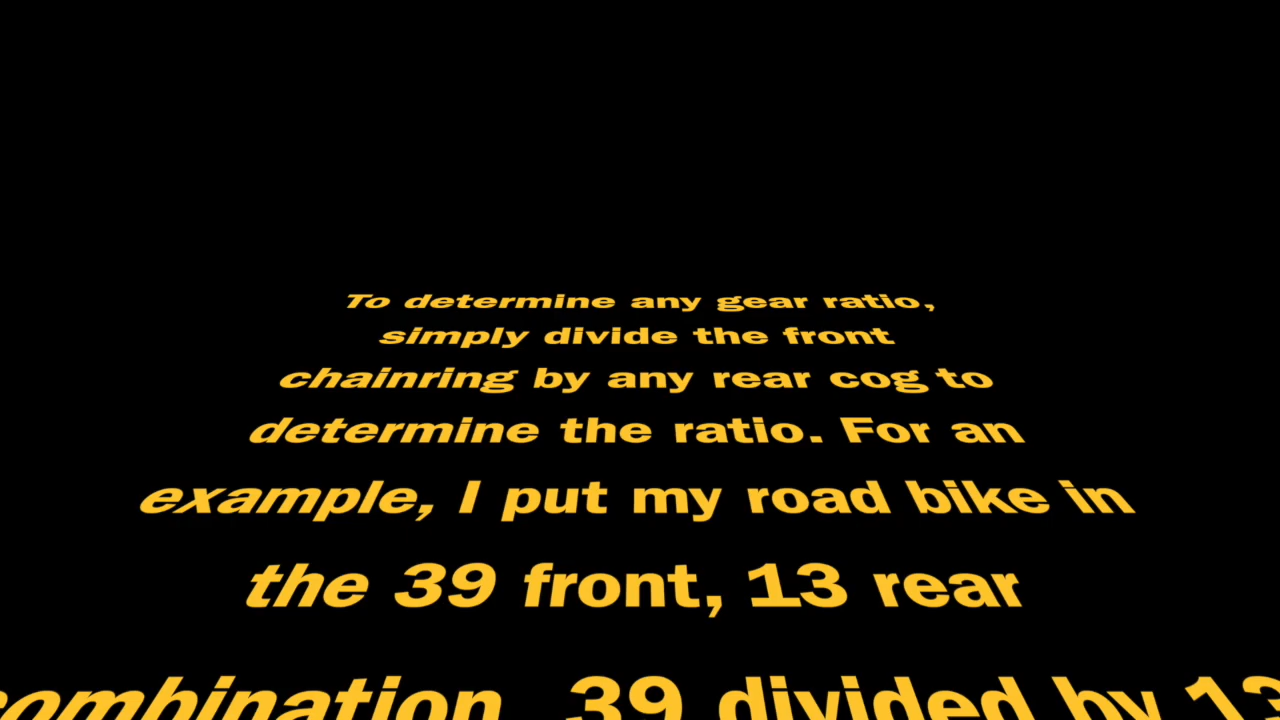 To determine any gear ratio,
simply divide the front
chainring by any rear cog to
determine the ratio. For an
example, I put my road bike in
the 39 front, 13 rear
combination. 39 divided by 13